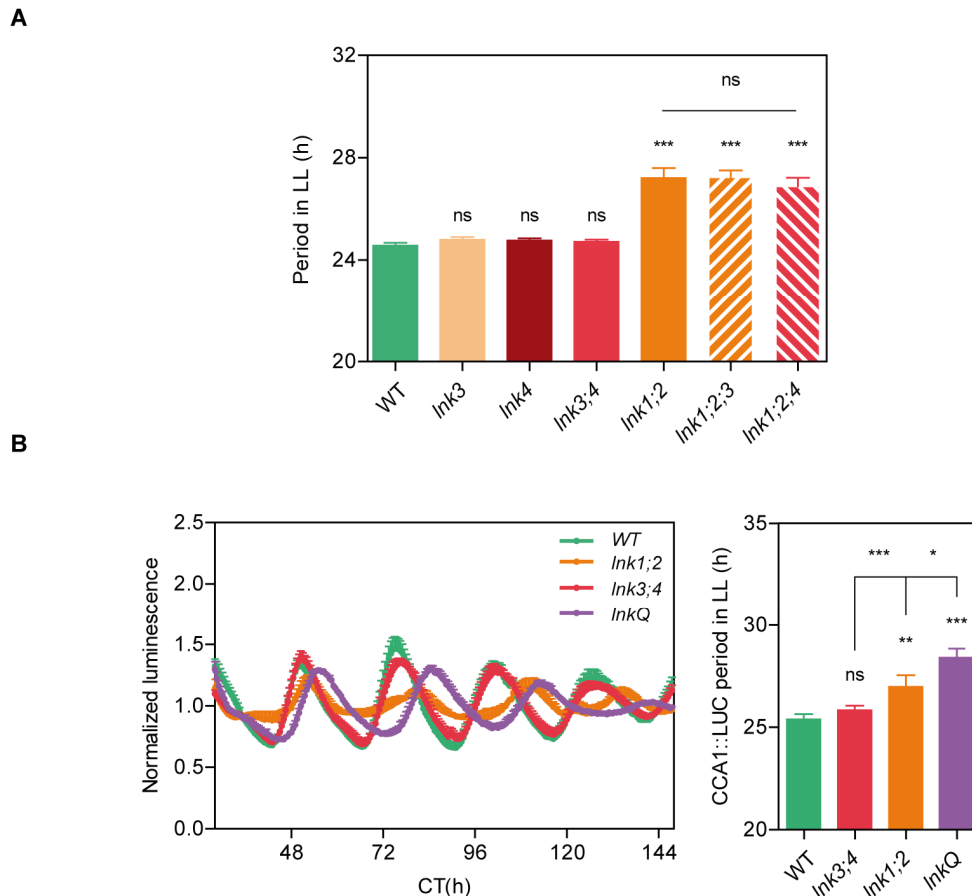 A
Period in LL (h)
32
28
24
20
ns
ns
ns
ns
***
***
***
WT
lnk3
lnk4
lnk3;4
lnk1;2
lnk1;2;3
lnk1;2;4
B
Normalized luminescence
2.5
2.0
1.5
1.0
0.5
0.0
WT
lnk1;2
lnk3;4
lnkQ
48
72
96
120
144
CT(h)
CCA1::LUC period in LL (h)
35
30
25
20
***
*
ns
**
***
WT
lnk3;4
lnk1;2
lnkQ